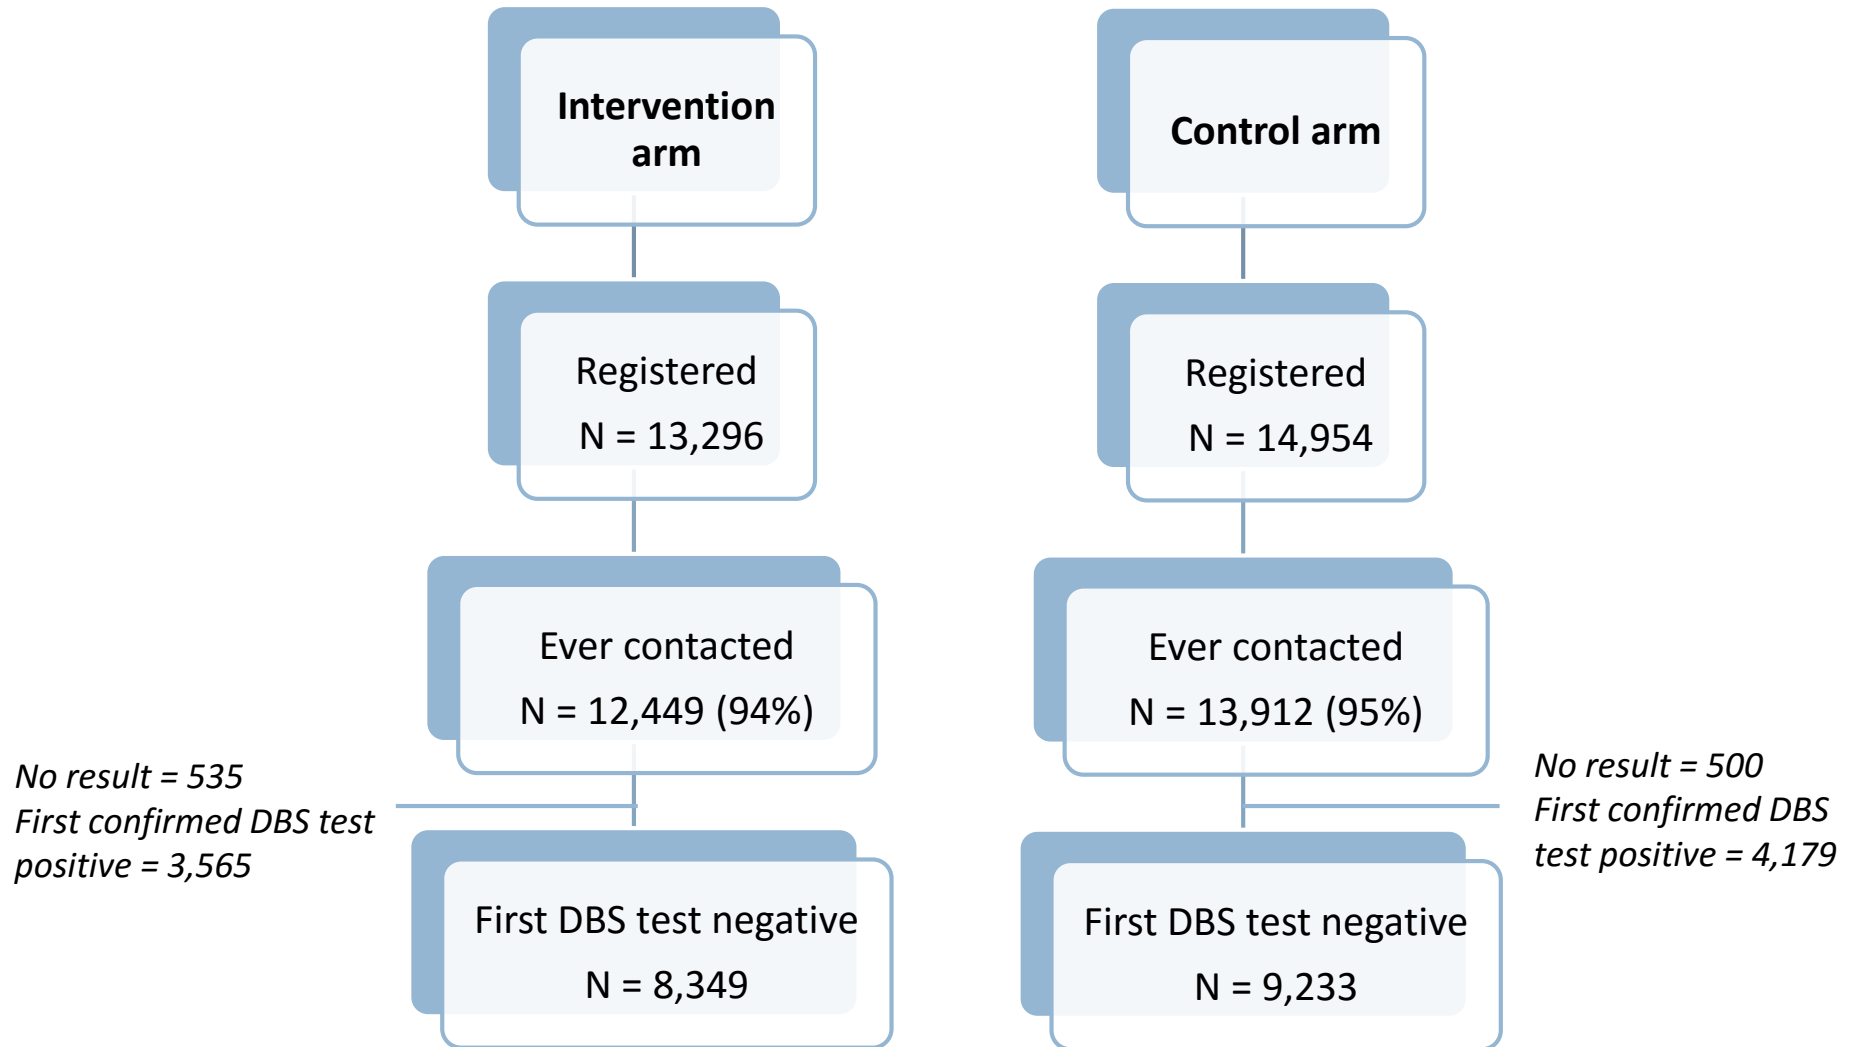 Intervention
arm
Registered
N = 13,296
Ever contacted
N = 12,449 (94%)
No result = 535
First confirmed DBS test
positive = 3,565
First DBS test negative
N = 8,349
Control arm
Registered
N = 14,954
Ever contacted
N = 13,912 (95%)
No result = 500
First confirmed DBS
test positive = 4,179
First DBS test negative
N = 9,233